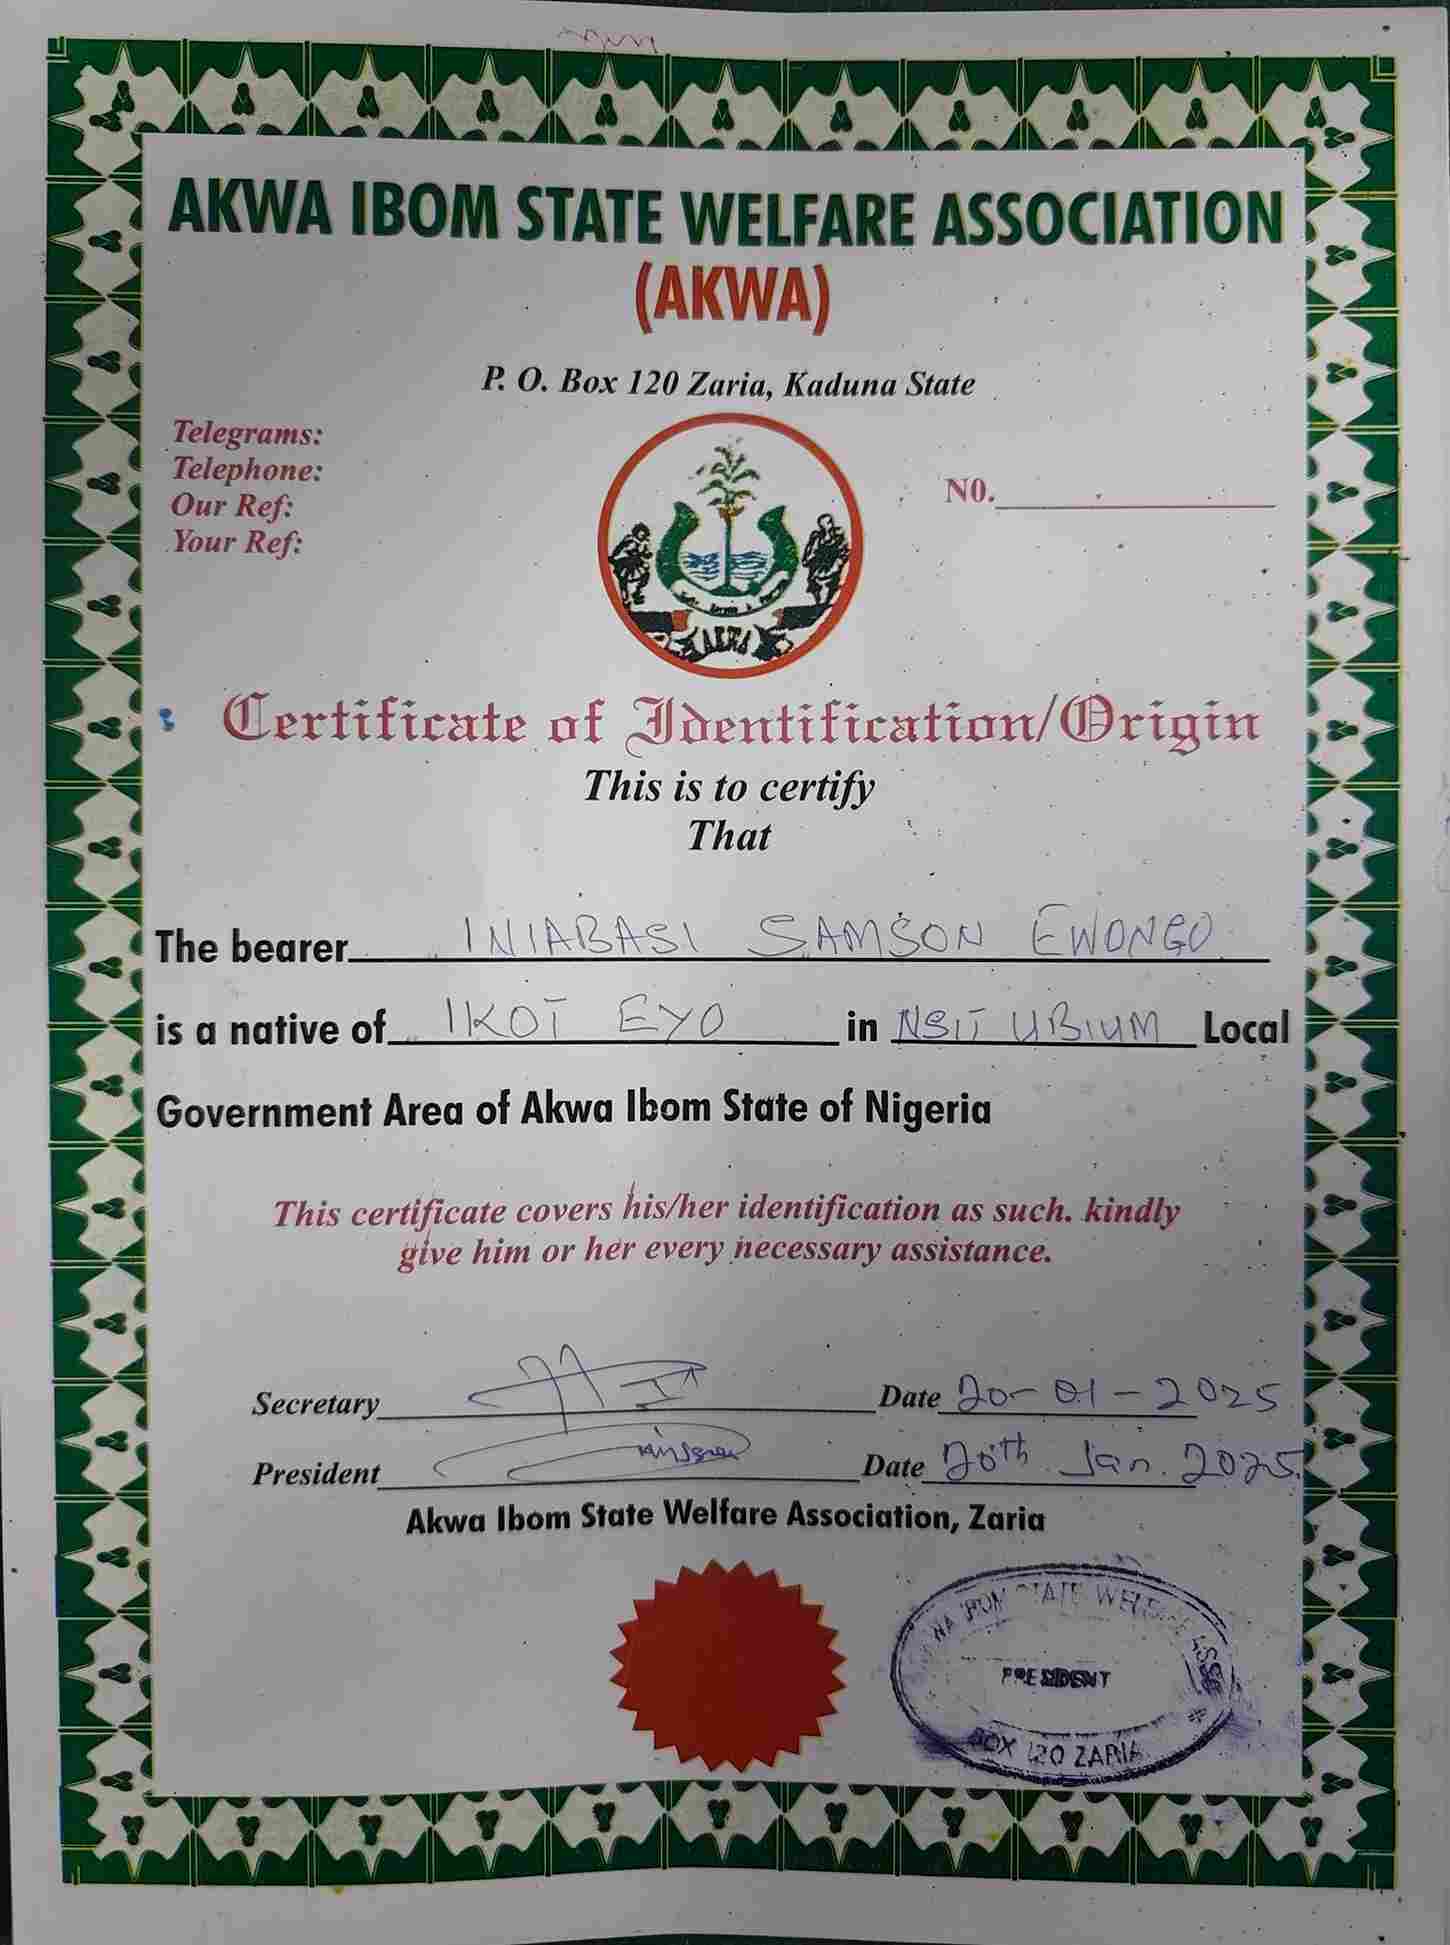 AKWA IBOM STATE WELFARE ASSOCIATION
(AKWA)
P. O. Box 120 Zaria, Kaduna State
Telegrams:
Telephone:
Our Ref:
Your Ref:
N0.
Certificate of Identification/Origin
This is to certify
That
The bearer INIABASI SAMSON EWONGO
is a native of IKOT EYO in NSIT UBIUM Local
Government Area of Akwa Ibom State of Nigeria
This certificate covers his/her identification as such. kindly
give him or her every necessary assistance.
Secretary Date 20-01-2025
President Date 20th Jan. 2025.
Akwa Ibom State Welfare Association, Zaria
STATE WELFARE ASSO
PRESIDENT
BOX 120 ZARIA